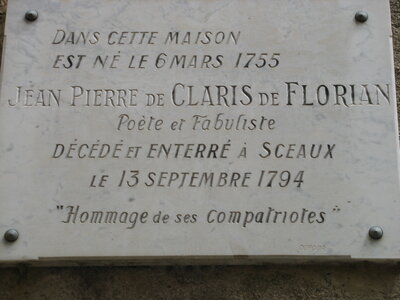 DANS CETTE MAISON
EST NÉ LE 6 MARS 1755
JEAN PIERRE DE CLARIS DE FLORIAN
Poète et Fabuliste
DÉCÉDÉ ET ENTERRÉ À SCEAUX
LE 13 SEPTEMBRE 1794
"Hommage de ses compatriotes"